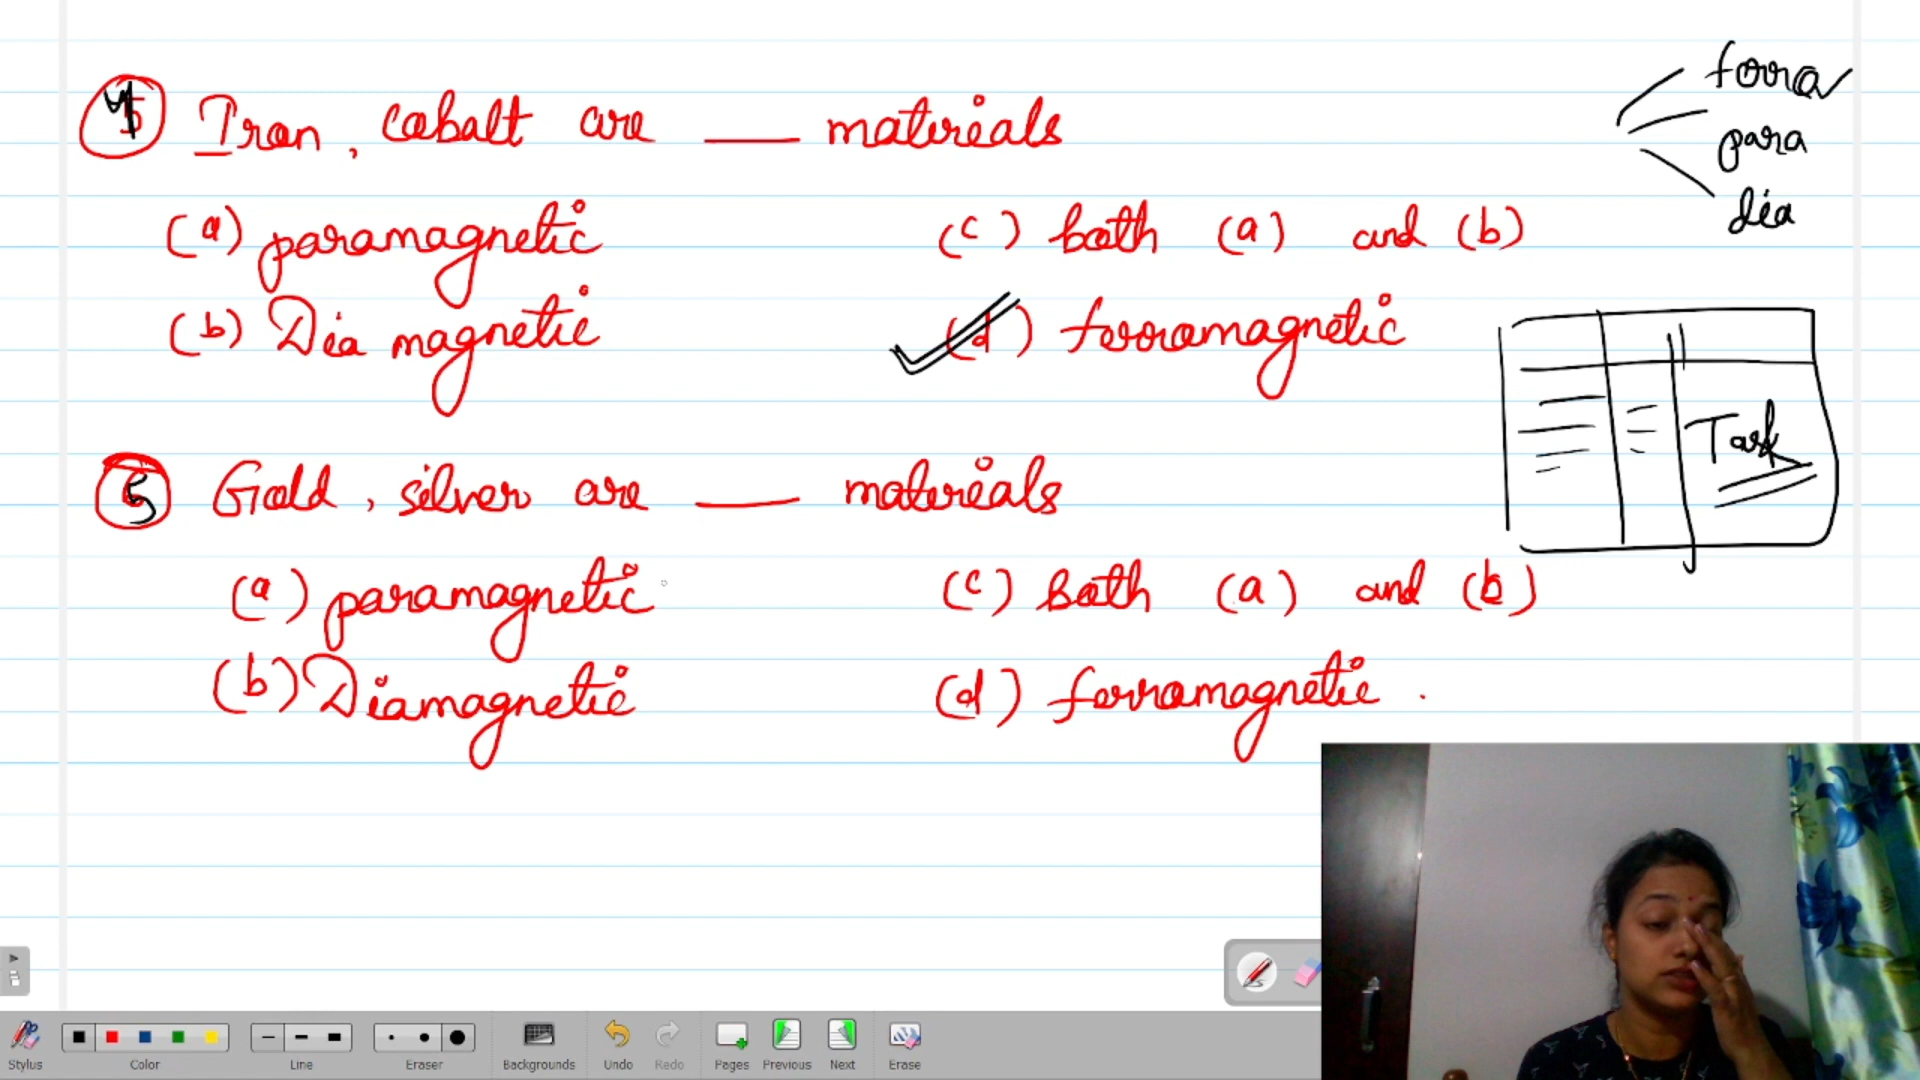 4 Iron, cobalt are ___ materials
(a) paramagnetic (c) both (a) and (b)
(b) Dia magnetic (d) ferromagnetic
5 Gold, silver are ___ materials
(a) paramagnetic (c) both (a) and (b)
(b) Diamagnetic (d) ferromagnetic.
ferro
para
dia
Task
Stylus Color Line Eraser Backgrounds Undo Redo Pages Previous Next Erase